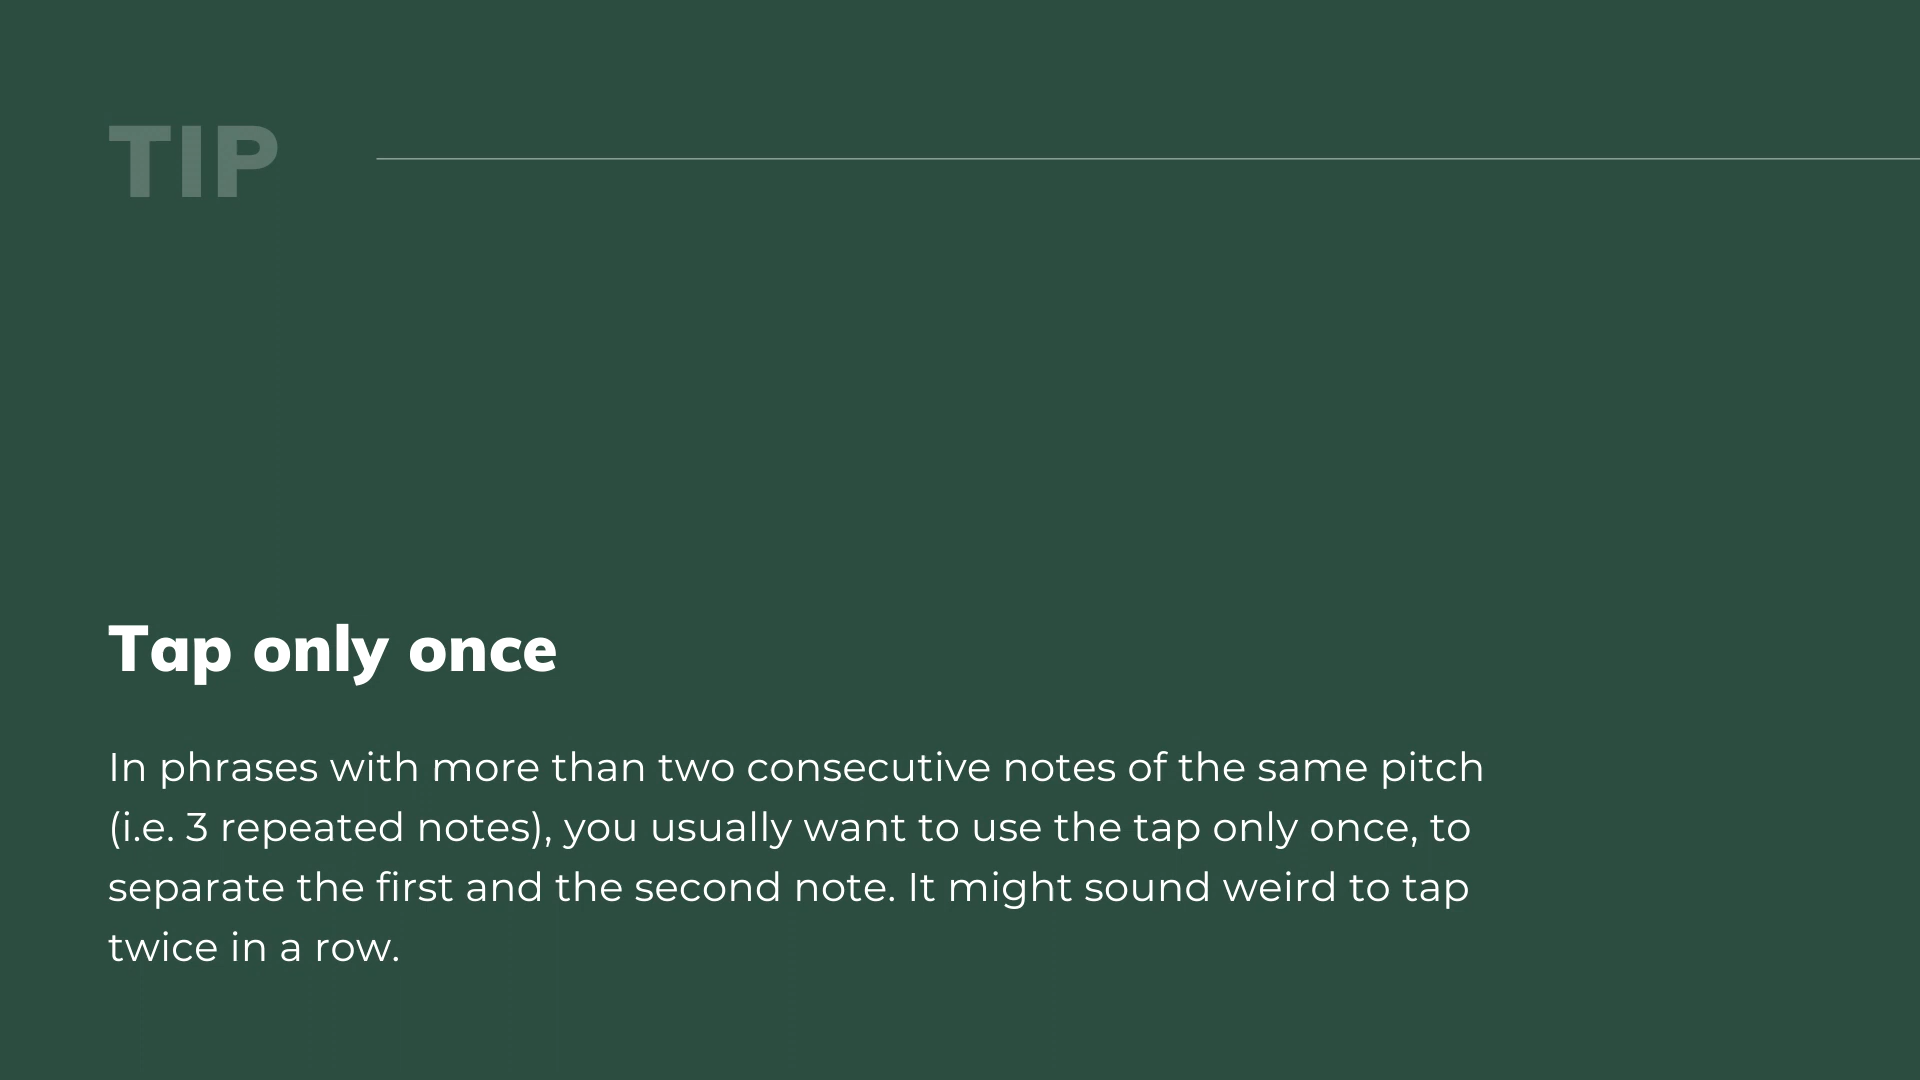 TIP
Tap only once
In phrases with more than two consecutive notes of the same pitch
(i.e. 3 repeated notes), you usually want to use the tap only once, to
separate the first and the second note. It might sound weird to tap
twice in a row.